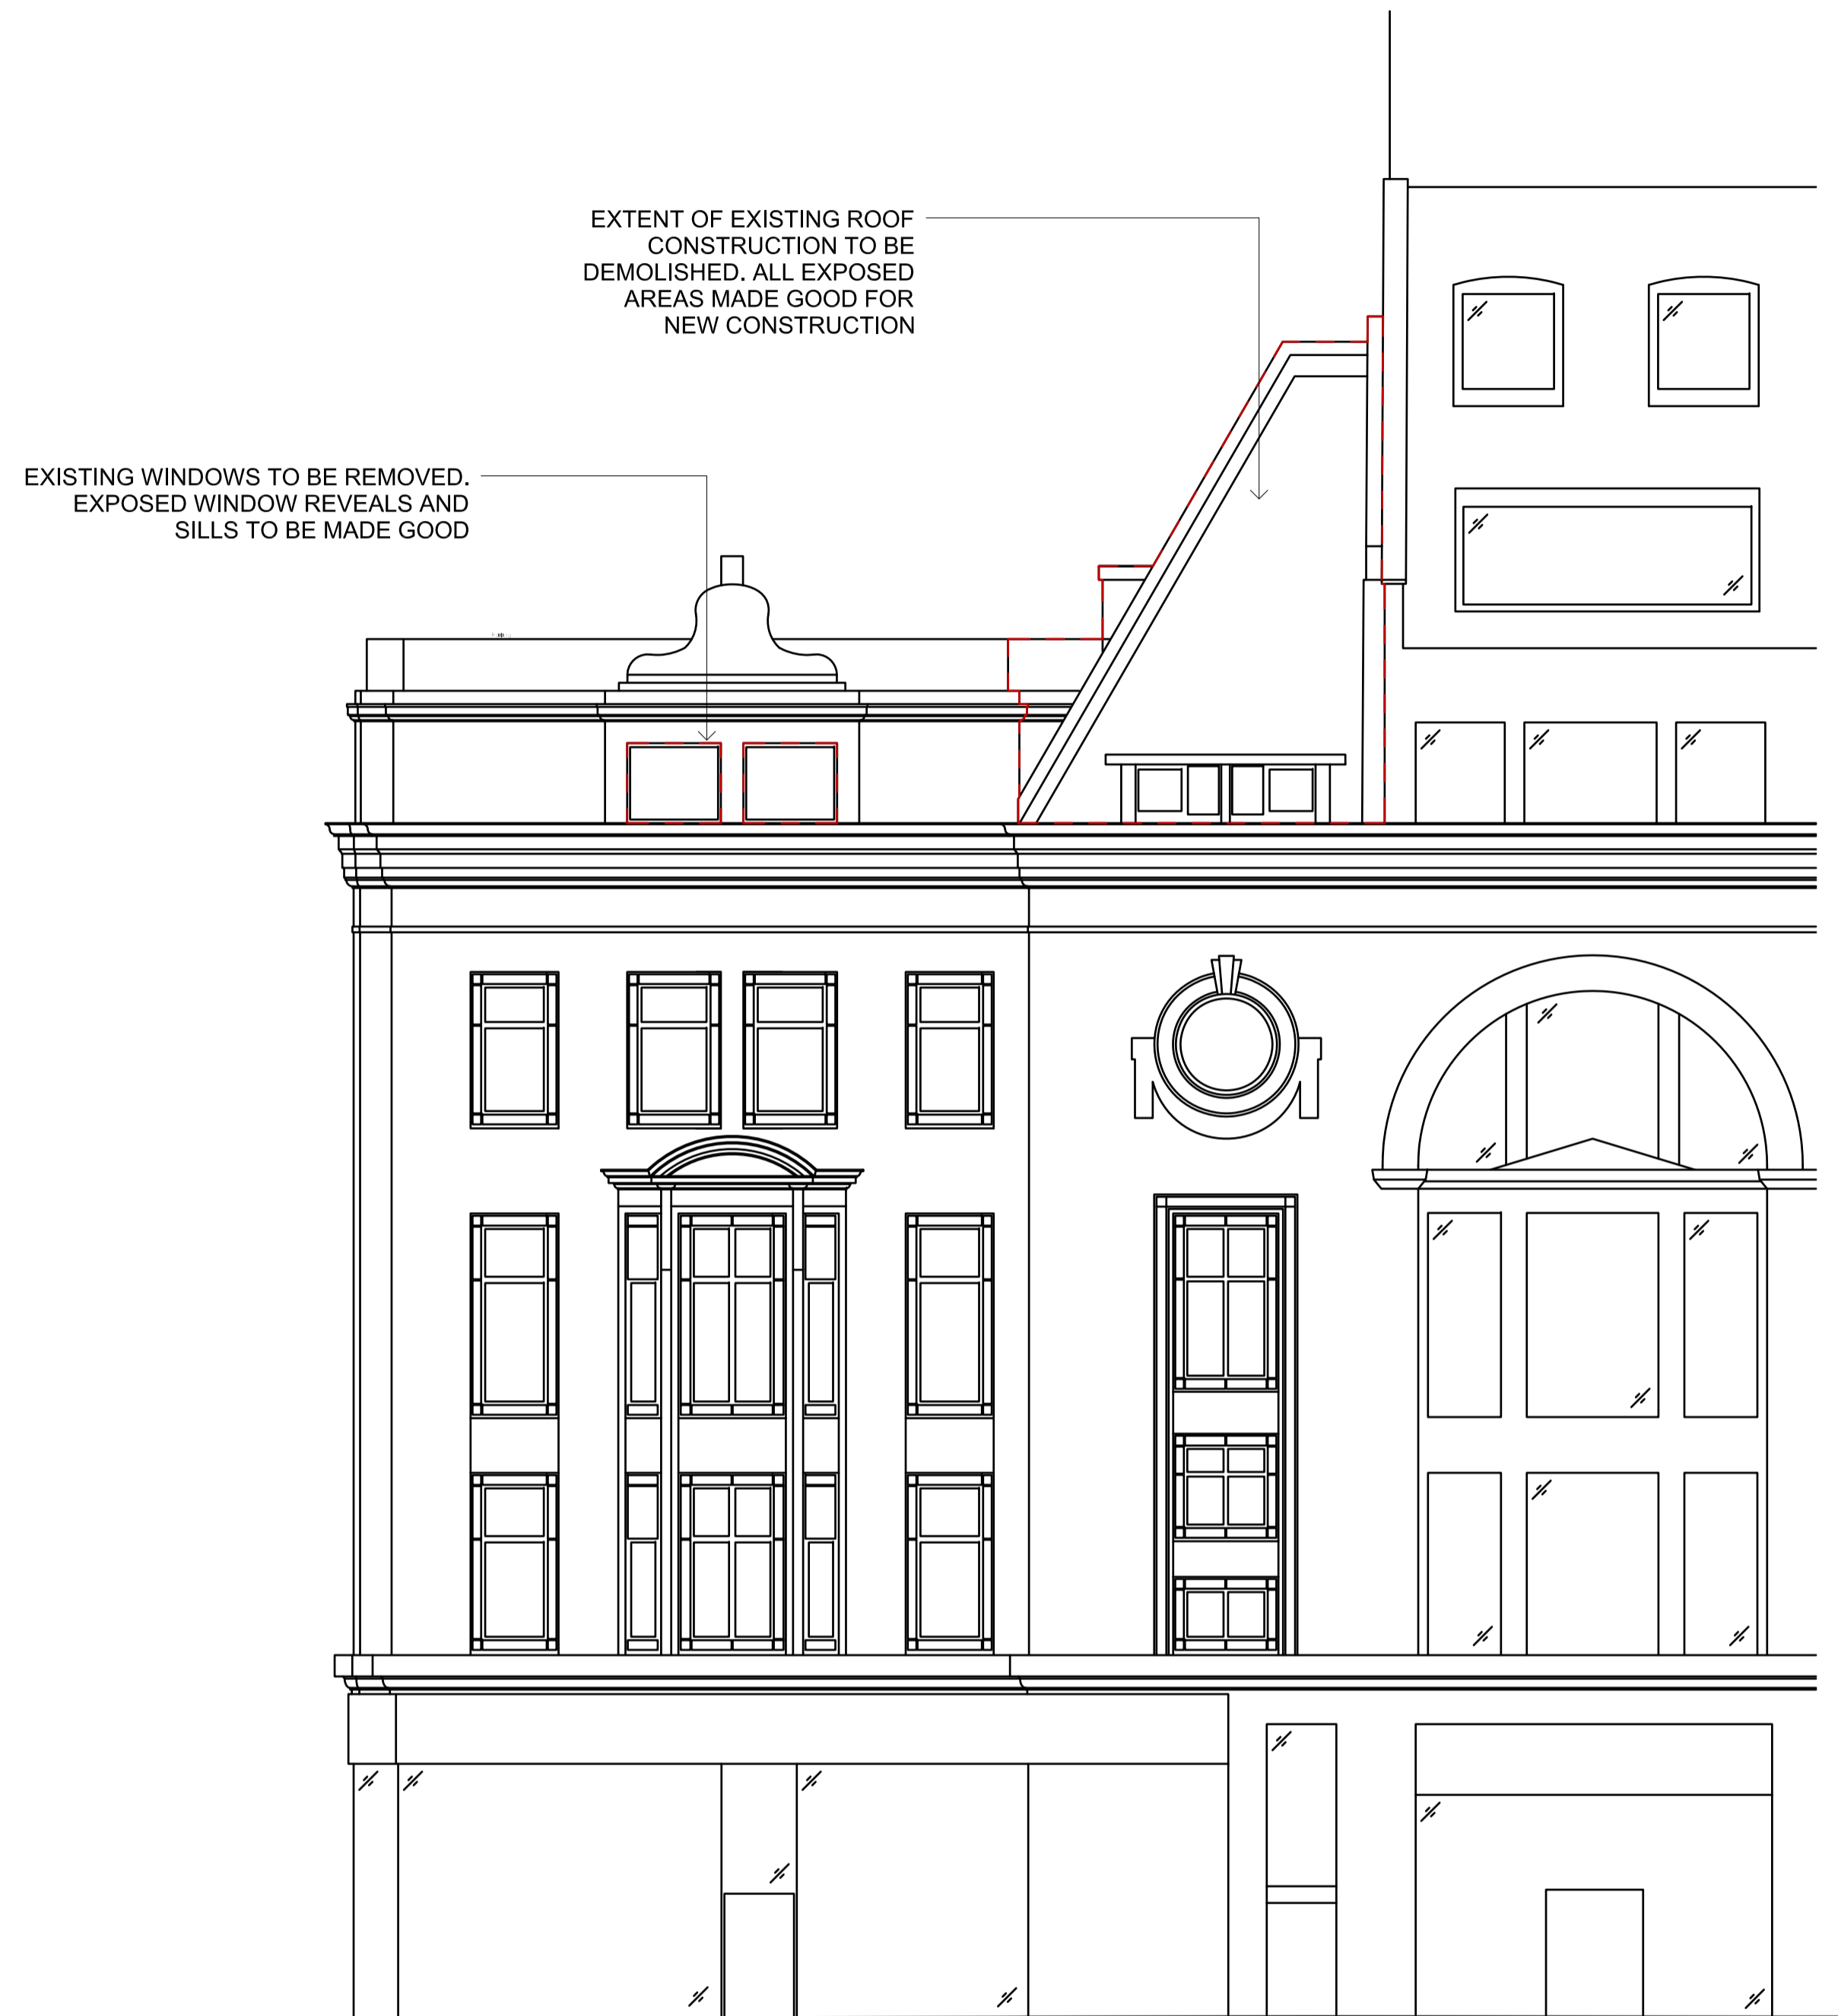 EXTENT OF EXISTING ROOF
CONSTRUCTION TO BE
DEMOLISHED. ALL EXPOSED
AREAS MADE GOOD FOR
NEW CONSTRUCTION
EXISTING WINDOWS TO BE REMOVED.
EXPOSED WINDOW REVEALS AND
SILLS TO BE MADE GOOD